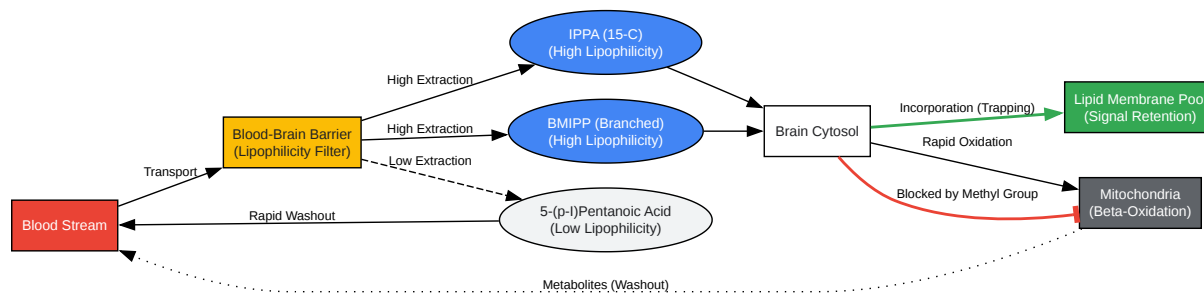 IPPA (15-C)
(High Lipophilicity)
High Extraction
Blood-Brain Barrier
(Lipophilicity Filter)
High Extraction
BMIPP (Branched)
(High Lipophilicity)
Low Extraction
Transport
Blood Stream
Rapid Washout
5-(p-I)Pentanoic Acid
(Low Lipophilicity)
Brain Cytosol
Incorporation (Trapping)
Lipid Membrane Pool
(Signal Retention)
Rapid Oxidation
Blocked by Methyl Group
Mitochondria
(Beta-Oxidation)
Metabolites (Washout)